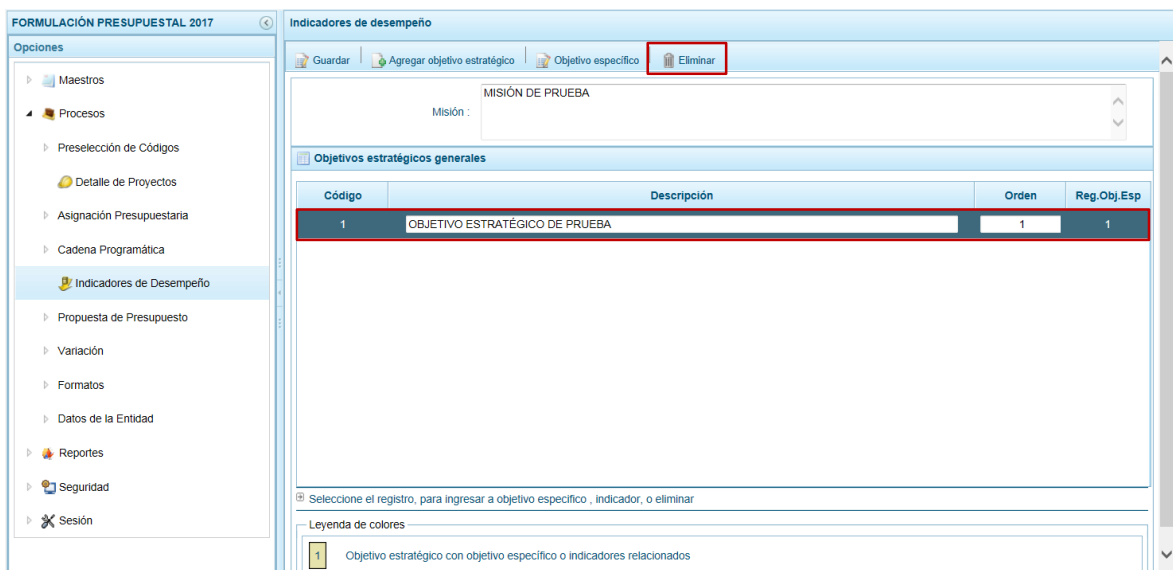 FORMULACIÓN PRESUPUESTAL 2017
Opciones
Maestros
Procesos
Preselección de Códigos
Detalle de Proyectos
Asignación Presupuestaria
Cadena Programática
Indicadores de Desempeño
Propuesta de Presupuesto
Variación
Formatos
Datos de la Entidad
Reportes
Seguridad
Sesión
Indicadores de desempeño
Guardar Agregar objetivo estratégico Objetivo específico Eliminar
Misión : MISIÓN DE PRUEBA
Objetivos estratégicos generales
Código Descripción Orden Reg.Obj.Esp
1 OBJETIVO ESTRATÉGICO DE PRUEBA 1 1
Seleccione el registro, para ingresar a objetivo especifico , indicador, o eliminar
Leyenda de colores
1 Objetivo estratégico con objetivo específico o indicadores relacionados